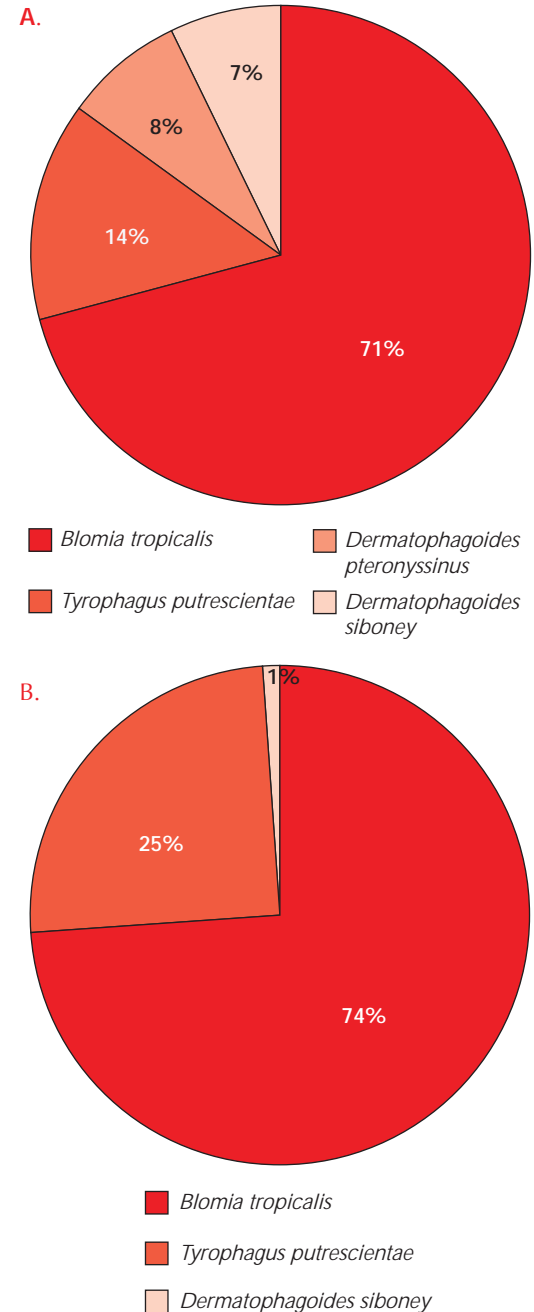 A.
7%
8%
14%
71%
Blomia tropicalis
Tyrophagus putrescientae
Dermatophagoides
pteronyssinus
Dermatophagoides
siboney
B.
1%
25%
74%
Blomia tropicalis
Tyrophagus putrescientae
Dermatophagoides siboney